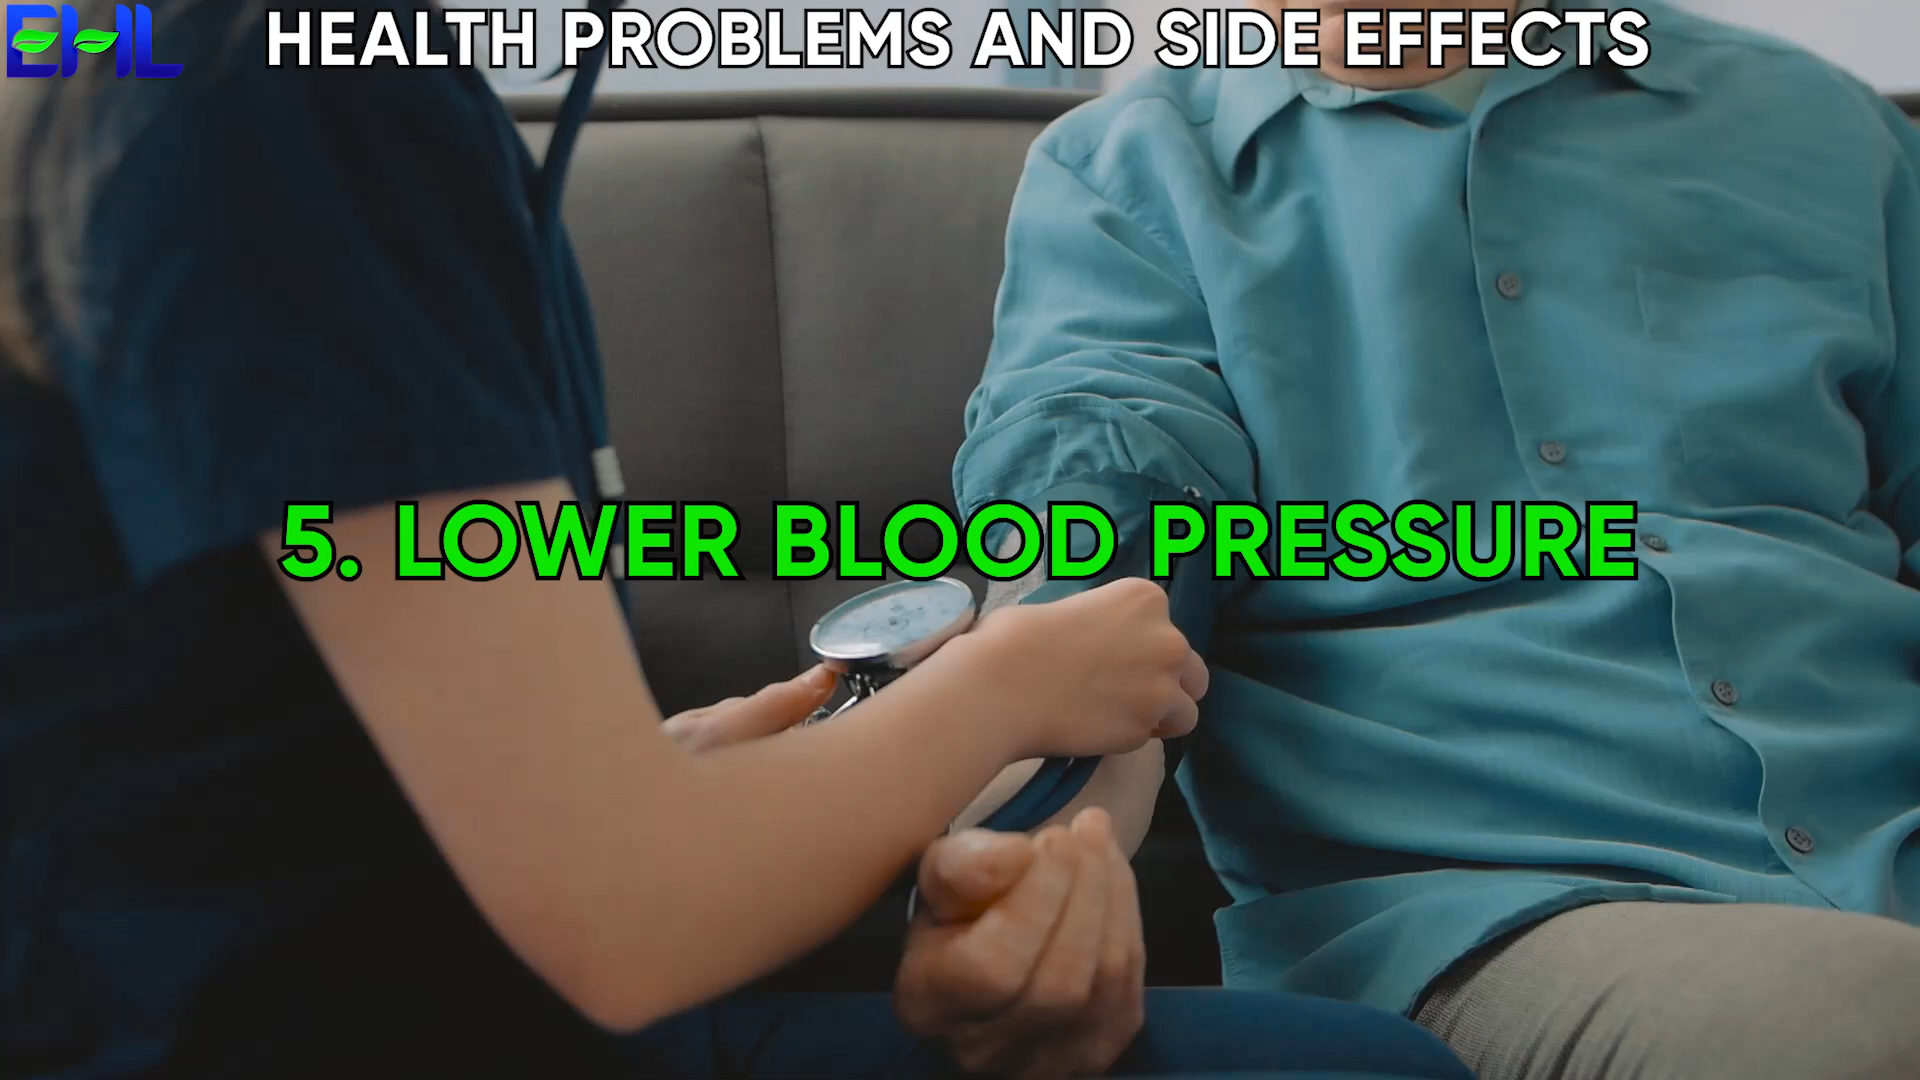 EHL
HEALTH PROBLEMS AND SIDE EFFECTS
5. LOWER BLOOD PRESSURE